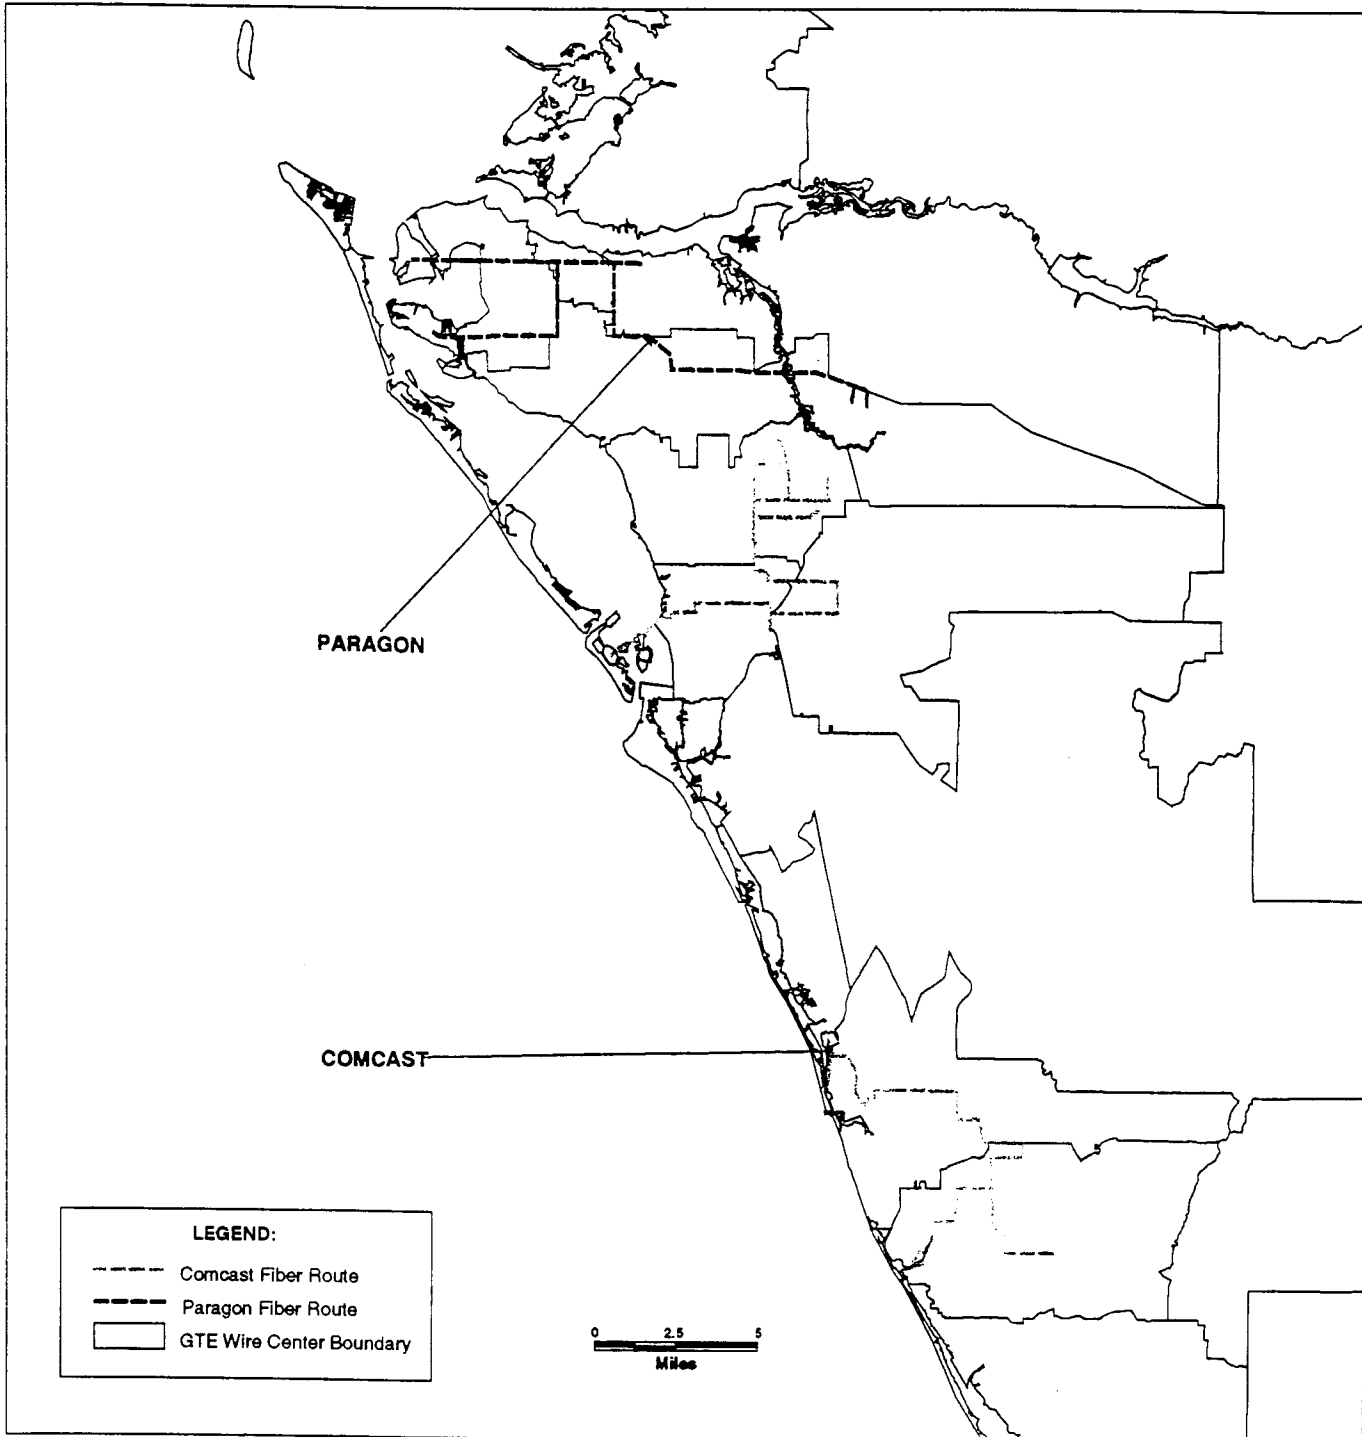 PARAGON
COMCAST
LEGEND:
Comcast Fiber Route
Paragon Fiber Route
GTE Wire Center Boundary
0 2.5 5
Miles